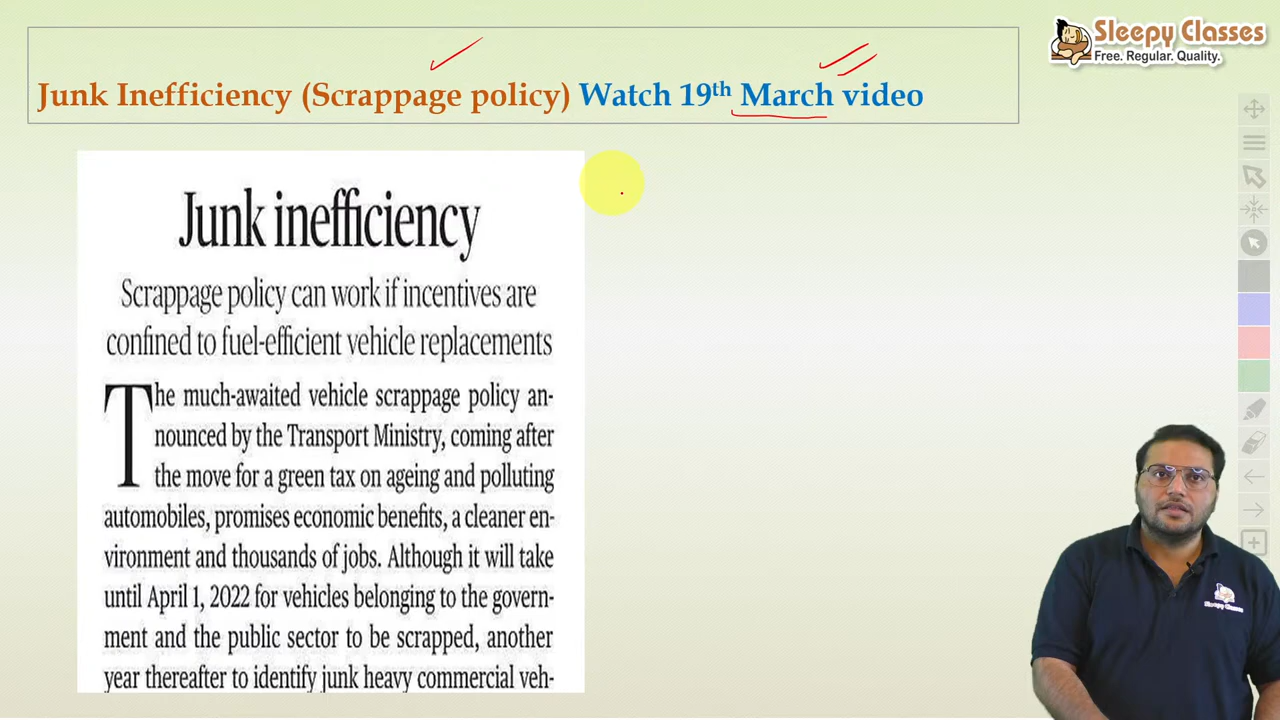 Sleepy Classes
Free. Regular. Quality.
Junk Inefficiency (Scrappage policy) Watch 19th March video
Junk inefficiency
Scrappage policy can work if incentives are
confined to fuel-efficient vehicle replacements
The much-awaited vehicle scrappage policy an-
nounced by the Transport Ministry, coming after
the move for a green tax on ageing and polluting
automobiles, promises economic benefits, a cleaner en-
vironment and thousands of jobs. Although it will take
until April 1, 2022 for vehicles belonging to the govern-
ment and the public sector to be scrapped, another
year thereafter to identify junk heavy commercial veh-
Sleepy Classes